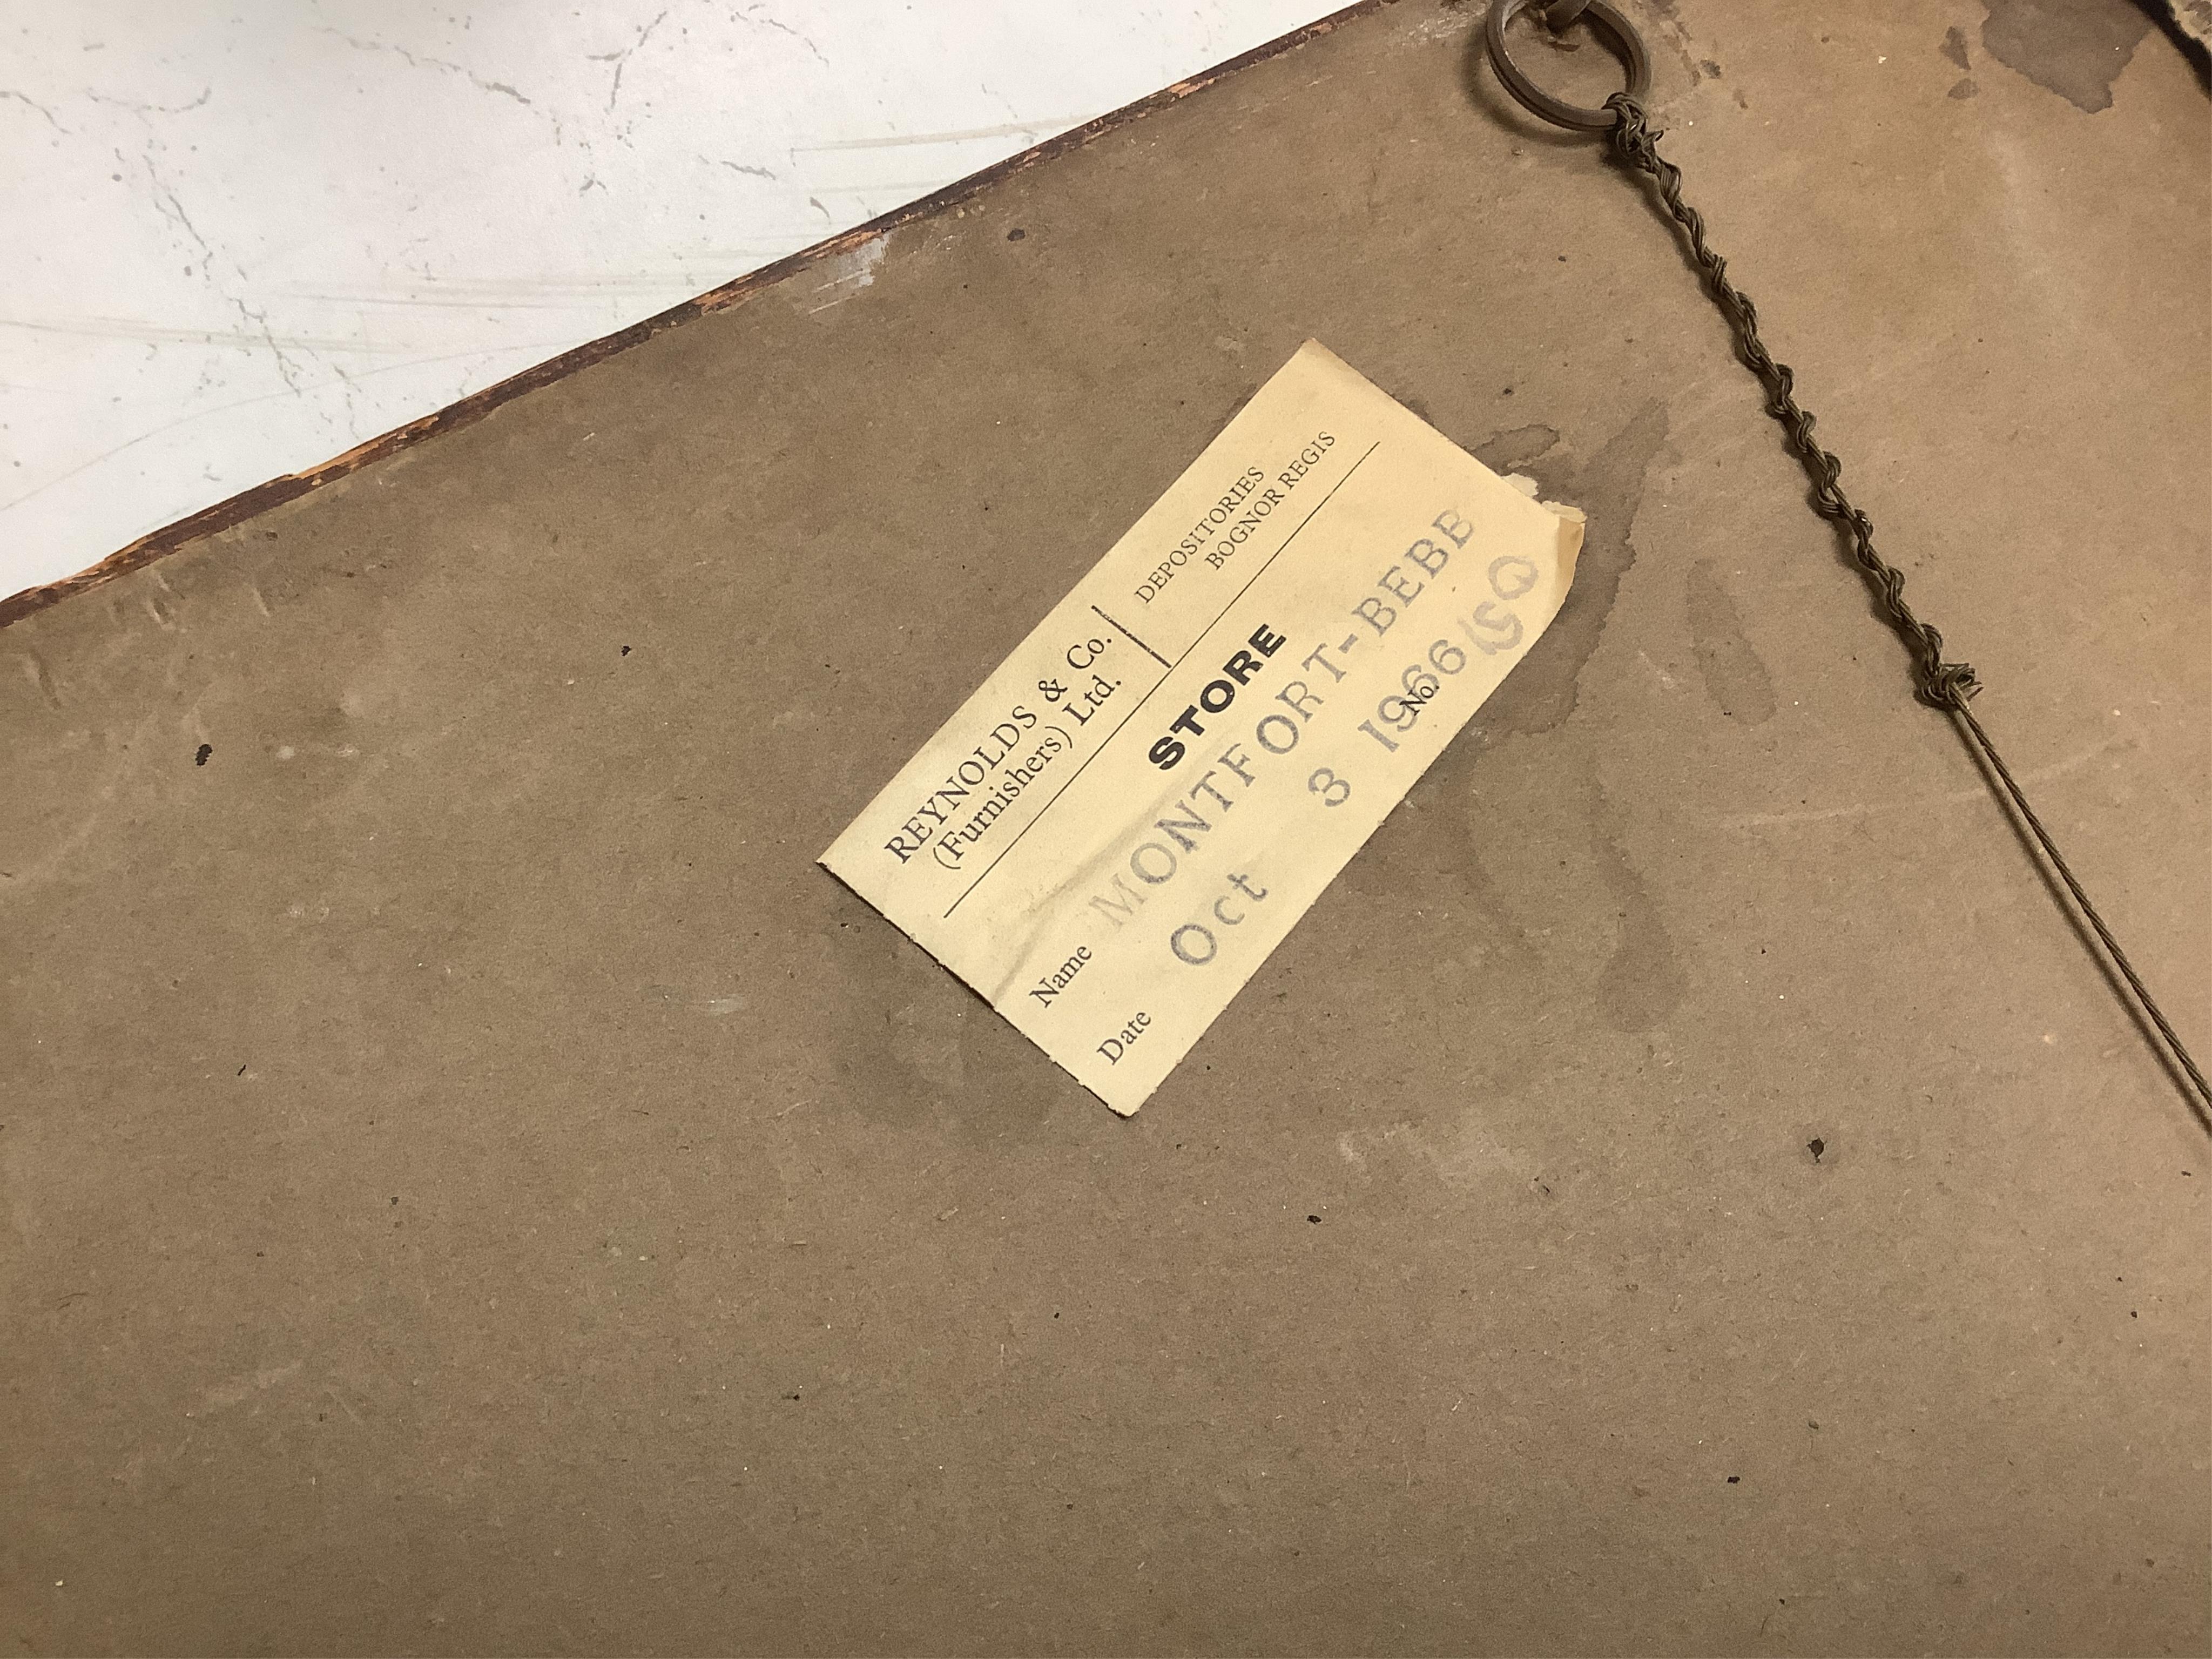 REYNOLDS & Co.
(Furnishers) Ltd.
DEPOSITORIES
BOGNOR REGIS
STORE
Name MONTFORT-BEBB
Date Oct 3 1966 No.